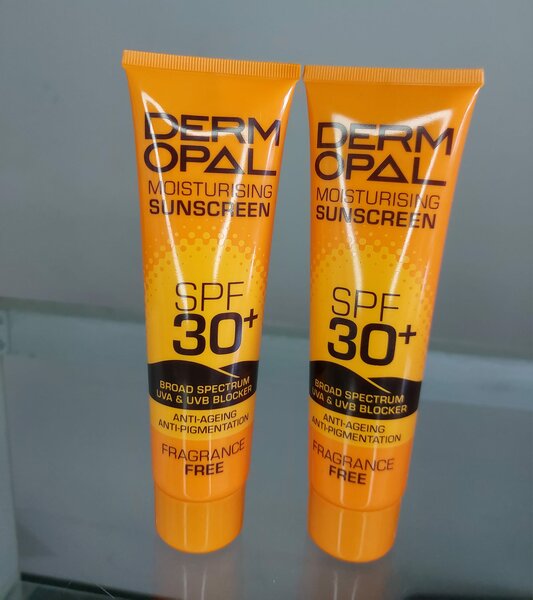 DERM
OPAL
MOISTURISING
SUNSCREEN
SPF
30+
BROAD SPECTRUM
UVA & UVB BLOCKER
ANTI-AGEING
ANTI-PIGMENTATION
FRAGRANCE
FREE
DERM
OPAL
MOISTURISING
SUNSCREEN
SPF
30+
BROAD SPECTRUM
UVA & UVB BLOCKER
ANTI-AGEING
ANTI-PIGMENTATION
FRAGRANCE
FREE